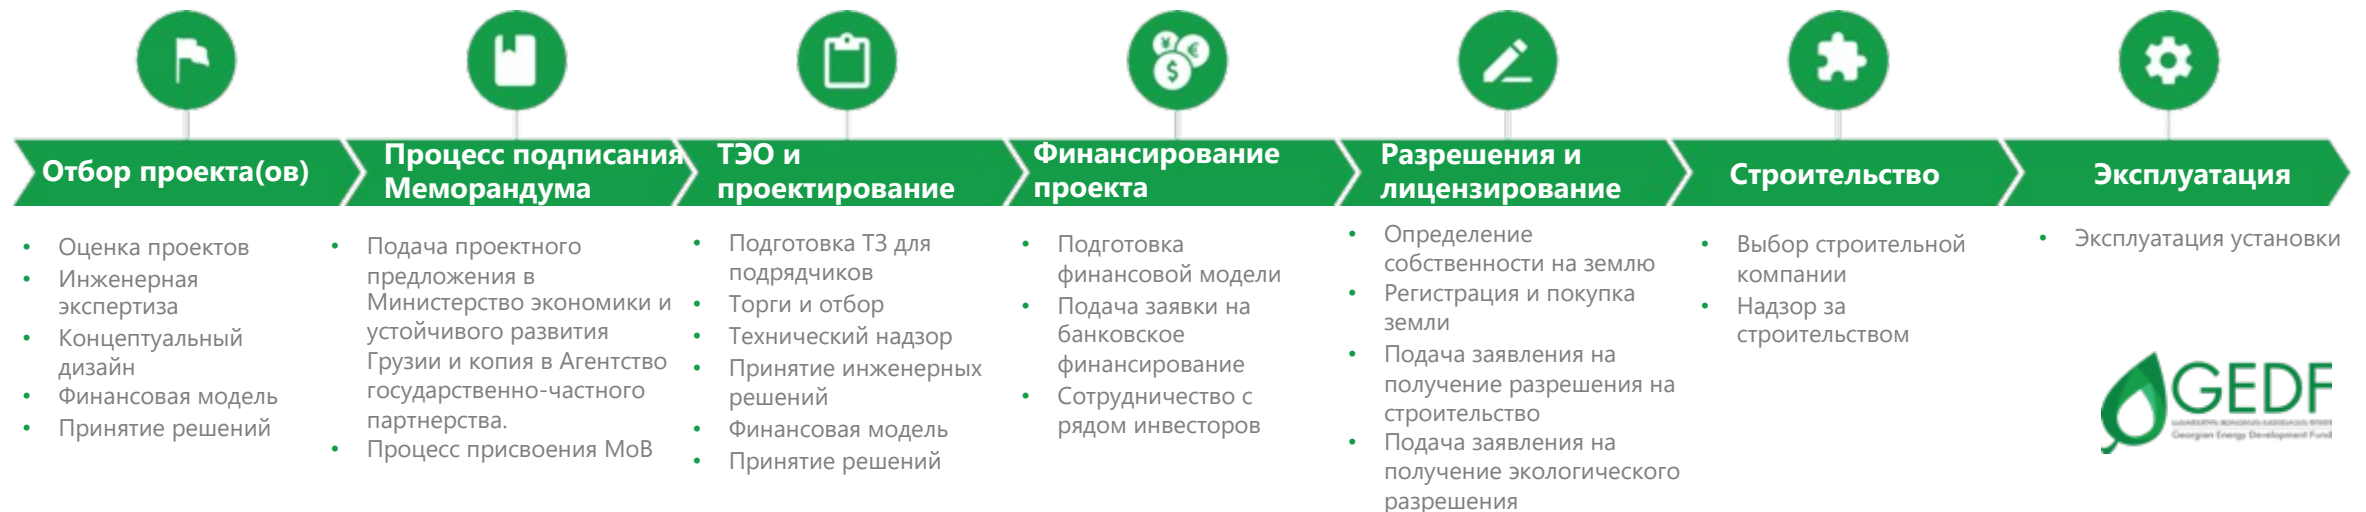 Отбор проекта(ов)
Процесс подписания
Меморандума
ТЭО и
проектирование
Финансирование
проекта
Разрешения и
лицензирование
Строительство
Эксплуатация
• Оценка проектов
• Инженерная
экспертиза
• Концептуальный
дизайн
• Финансовая модель
• Принятие решений
• Подача проектного
предложения в
Министерство экономики и
устойчивого развития
Грузии и копия в Агентство
государственно-частного
партнерства.
• Процесс присвоения МоВ
• Подготовка ТЗ для
подрядчиков
• Торги и отбор
• Технический надзор
• Принятие инженерных
решений
• Финансовая модель
• Принятие решений
• Подготовка
финансовой модели
• Подача заявки на
банковское
финансирование
• Сотрудничество с
рядом инвесторов
• Определение
собственности на землю
• Регистрация и покупка
земли
• Подача заявления на
получение разрешения на
строительство
• Подача заявления на
получение экологического
разрешения
• Выбор строительной
компании
• Надзор за
строительством
• Эксплуатация установки
GEDF
Georgian Energy Development Fund